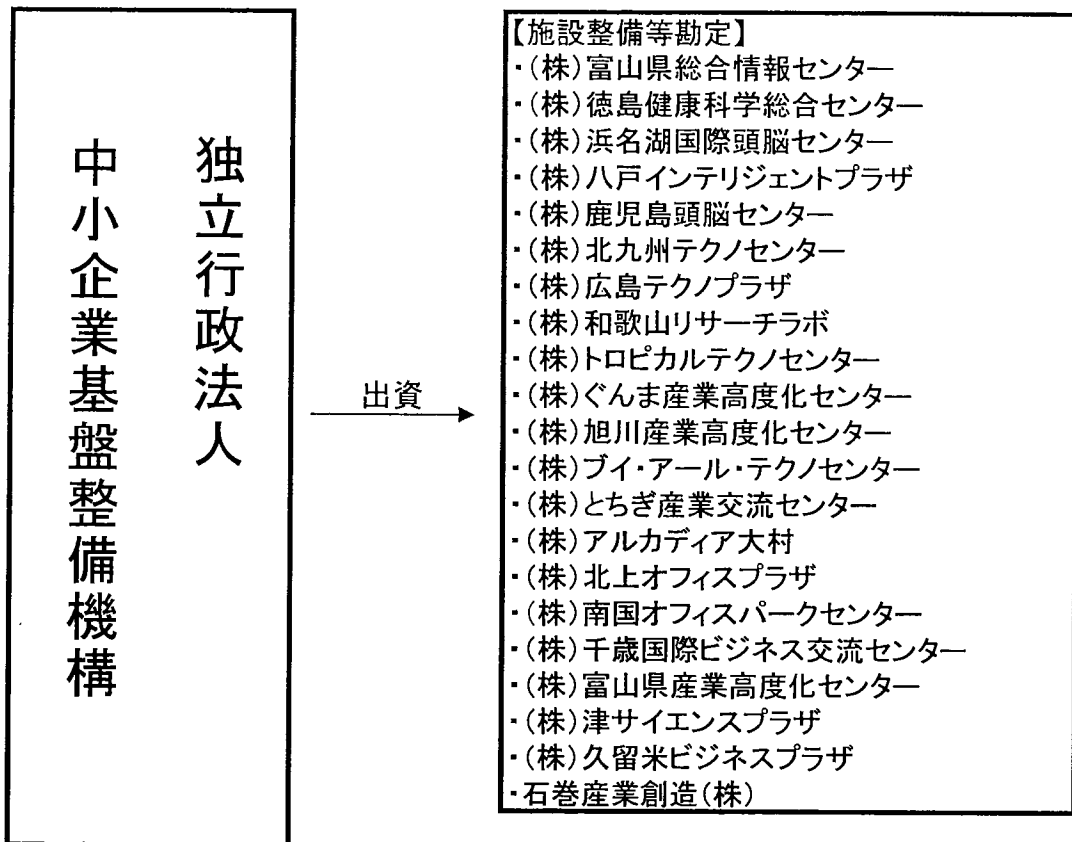 独立行政法人
中小企業基盤整備機構
出資
【施設整備等勘定】
・(株)富山県総合情報センター
・(株)徳島健康科学総合センター
・(株)浜名湖国際頭脳センター
・(株)八戸インテリジェントプラザ
・(株)鹿児島頭脳センター
・(株)北九州テクノセンター
・(株)広島テクノプラザ
・(株)和歌山リサーチラボ
・(株)トロピカルテクノセンター
・(株)ぐんま産業高度化センター
・(株)旭川産業高度化センター
・(株)ブイ・アール・テクノセンター
・(株)とちぎ産業交流センター
・(株)アルカディア大村
・(株)北上オフィスプラザ
・(株)南国オフィスパークセンター
・(株)千歳国際ビジネス交流センター
・(株)富山県産業高度化センター
・(株)津サイエンスプラザ
・(株)久留米ビジネスプラザ
・石巻産業創造(株)